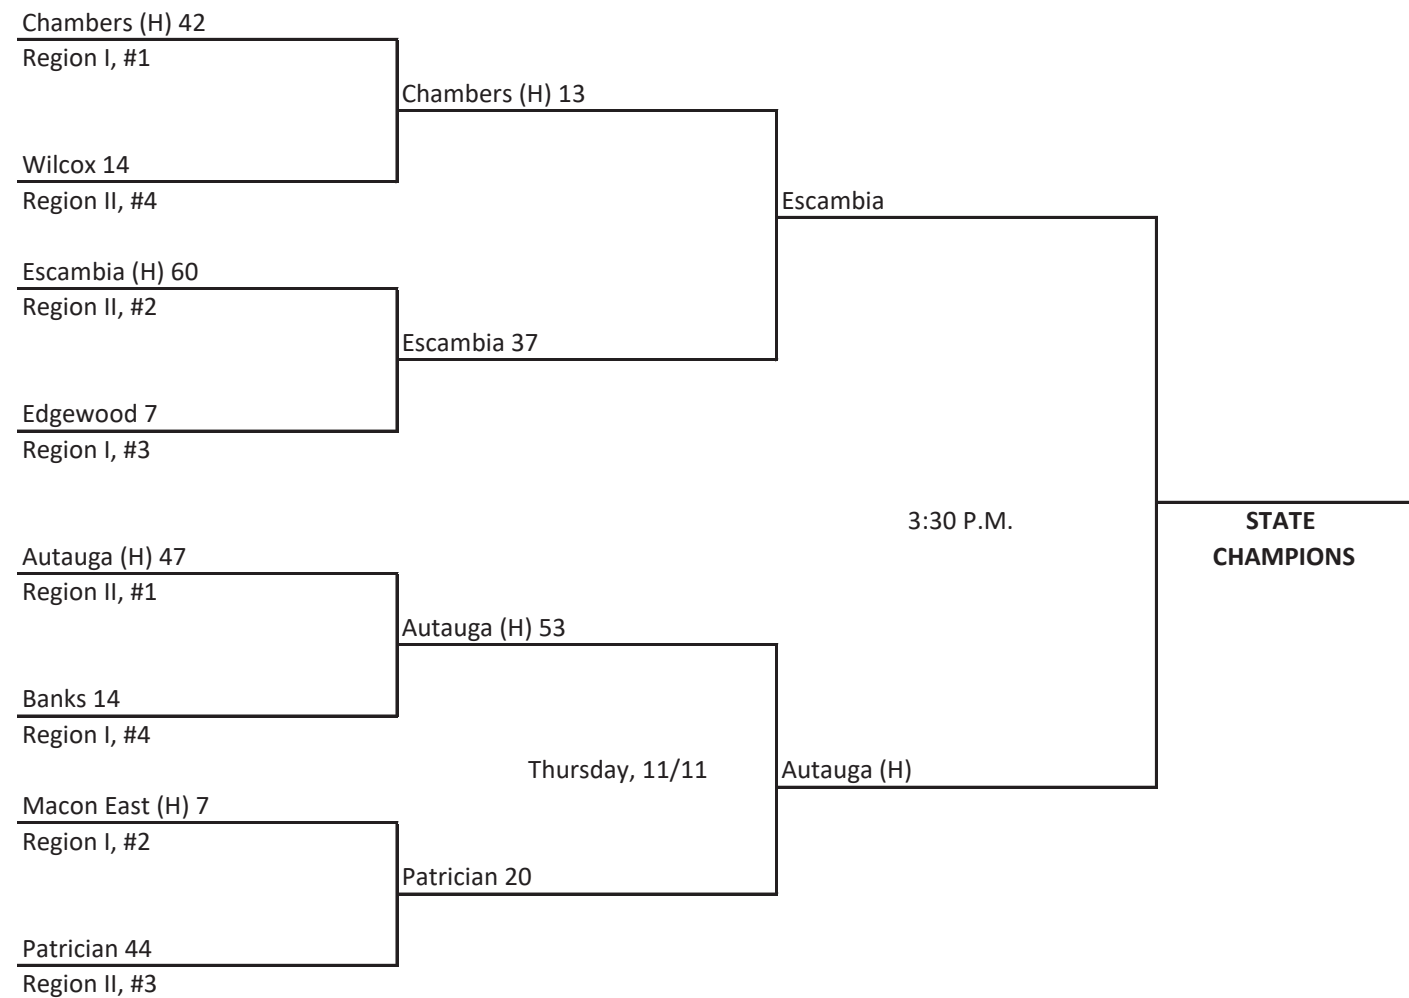 Chambers (H) 42
Region I, #1
Chambers (H) 13
Wilcox 14
Region II, #4
Escambia
Escambia (H) 60
Region II, #2
Escambia 37
Edgewood 7
Region I, #3
3:30 P.M.
STATE
CHAMPIONS
Autauga (H) 47
Region II, #1
Autauga (H) 53
Banks 14
Region I, #4
Thursday, 11/11
Autauga (H)
Macon East (H) 7
Region I, #2
Patrician 20
Patrician 44
Region II, #3